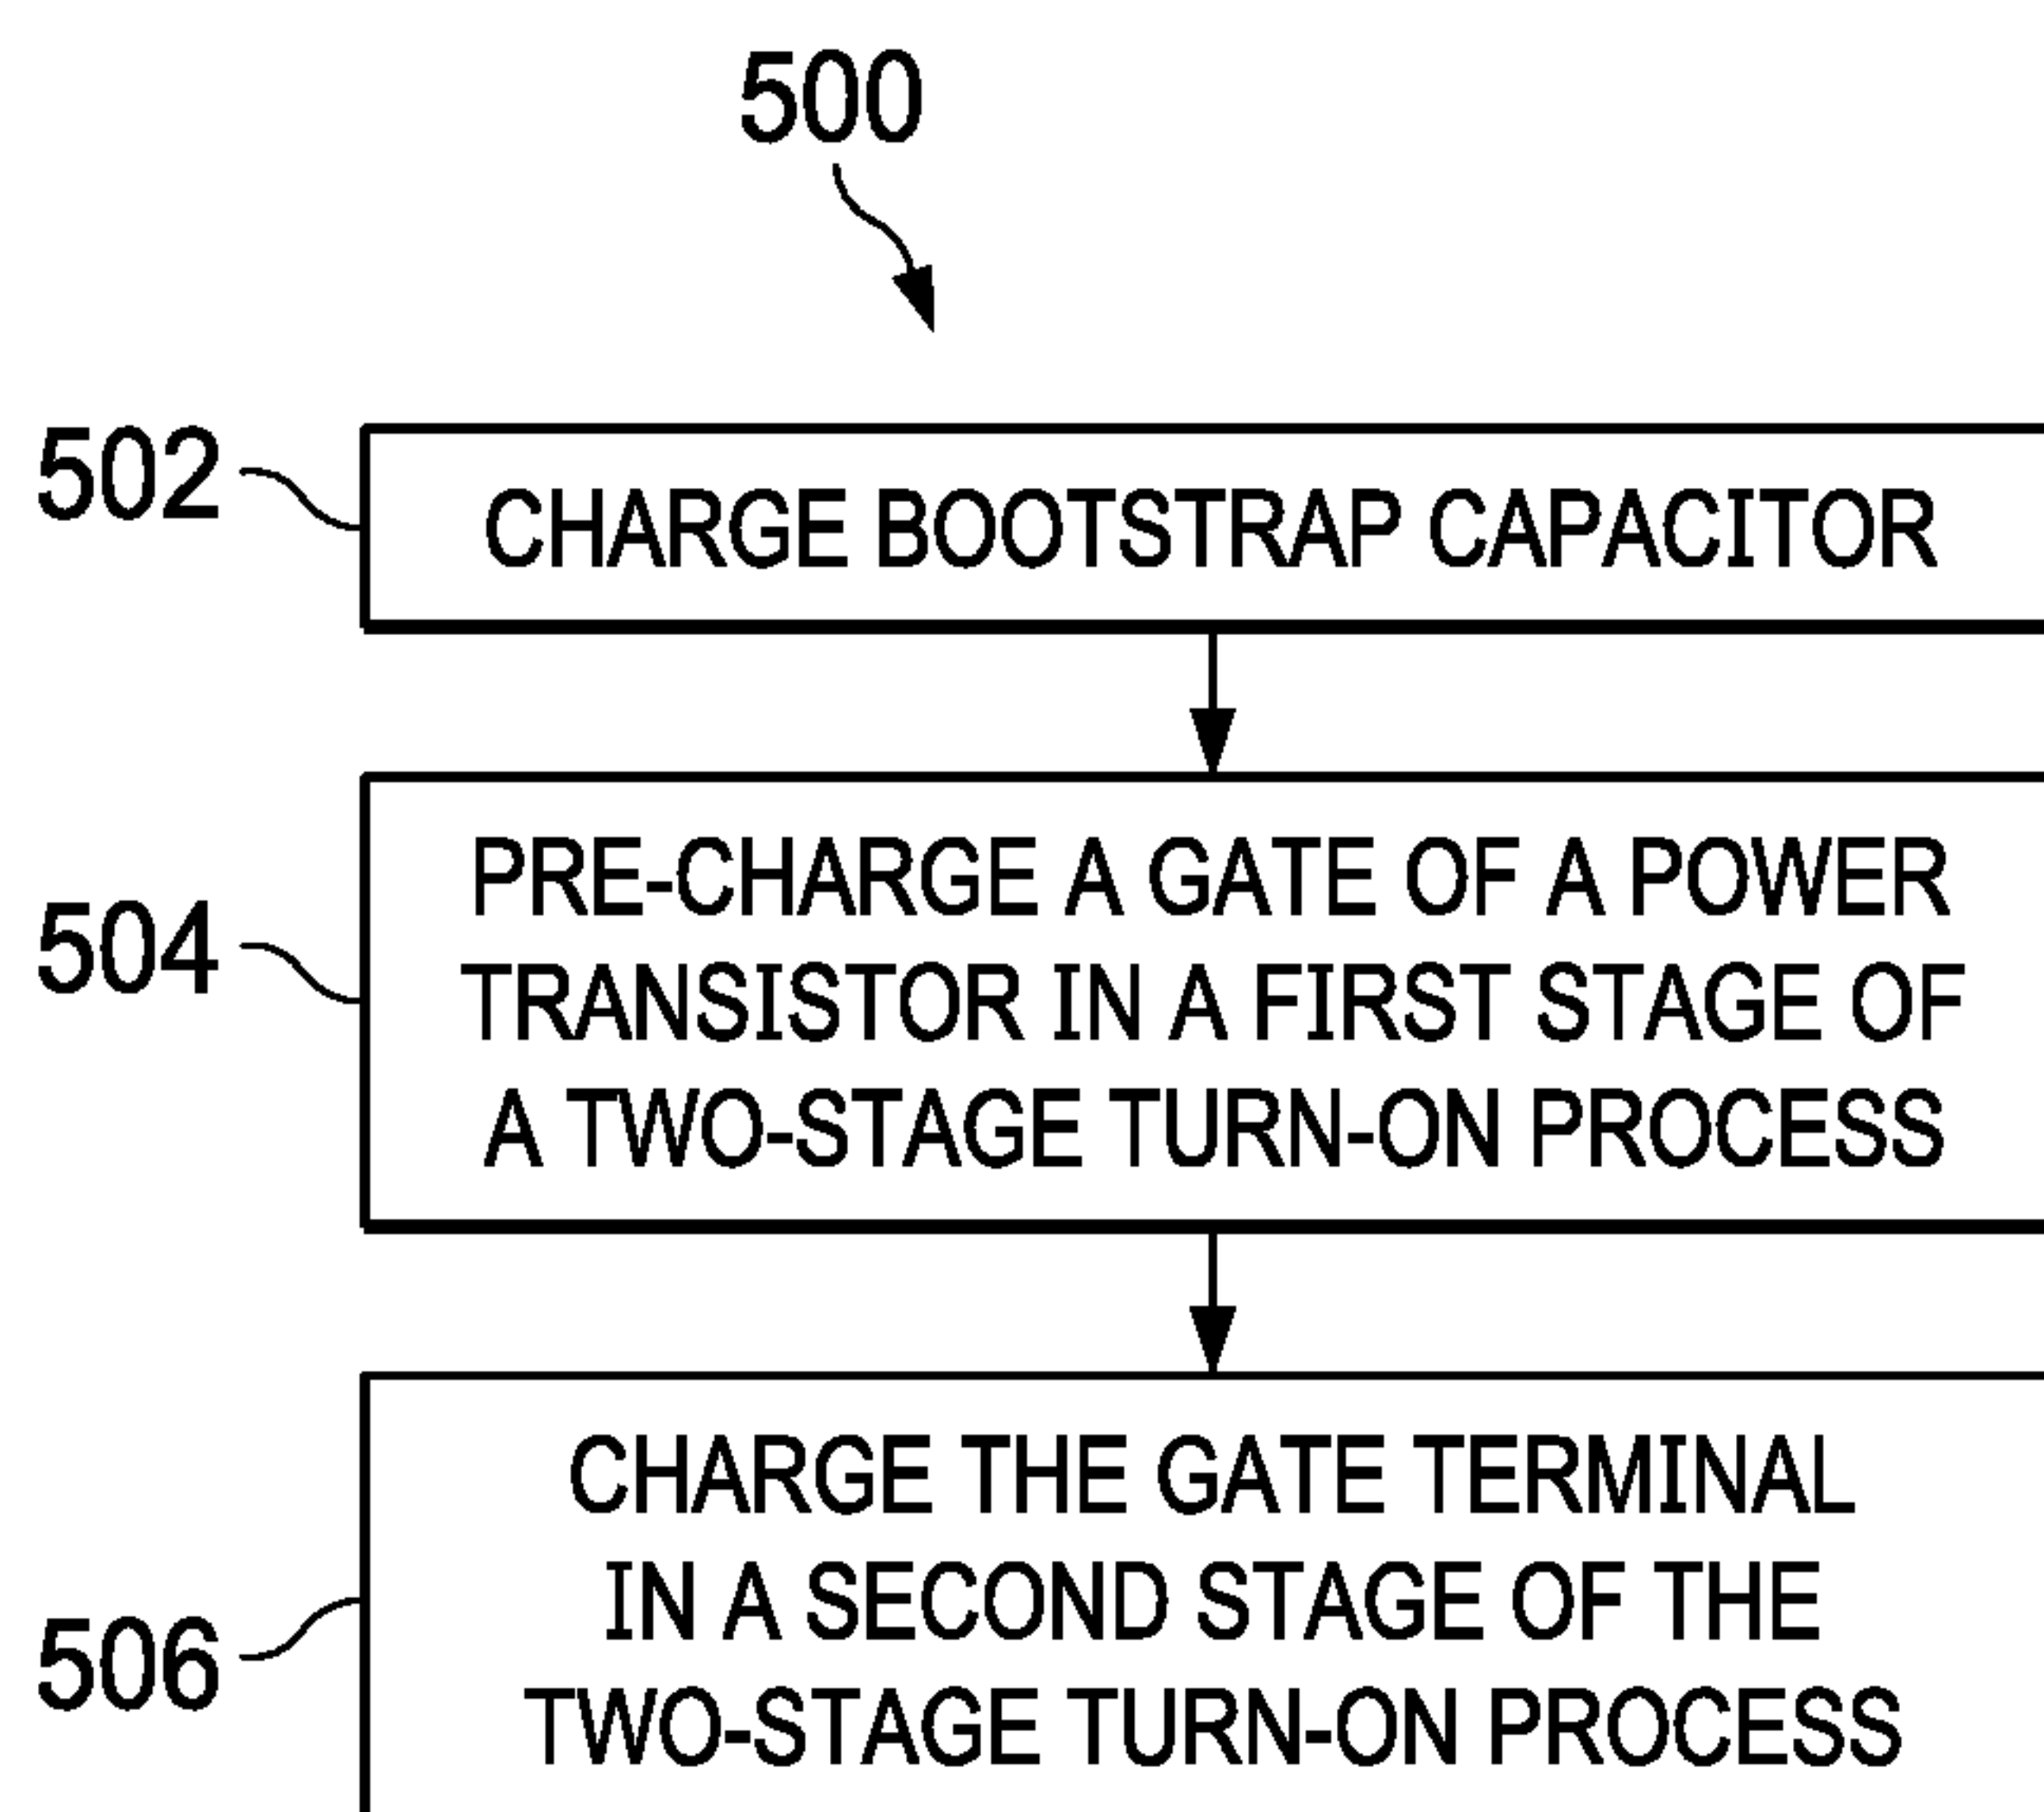 500
502
CHARGE BOOTSTRAP CAPACITOR
504
PRE-CHARGE A GATE OF A POWER
TRANSISTOR IN A FIRST STAGE OF
A TWO-STAGE TURN-ON PROCESS
506
CHARGE THE GATE TERMINAL
IN A SECOND STAGE OF THE
TWO-STAGE TURN-ON PROCESS